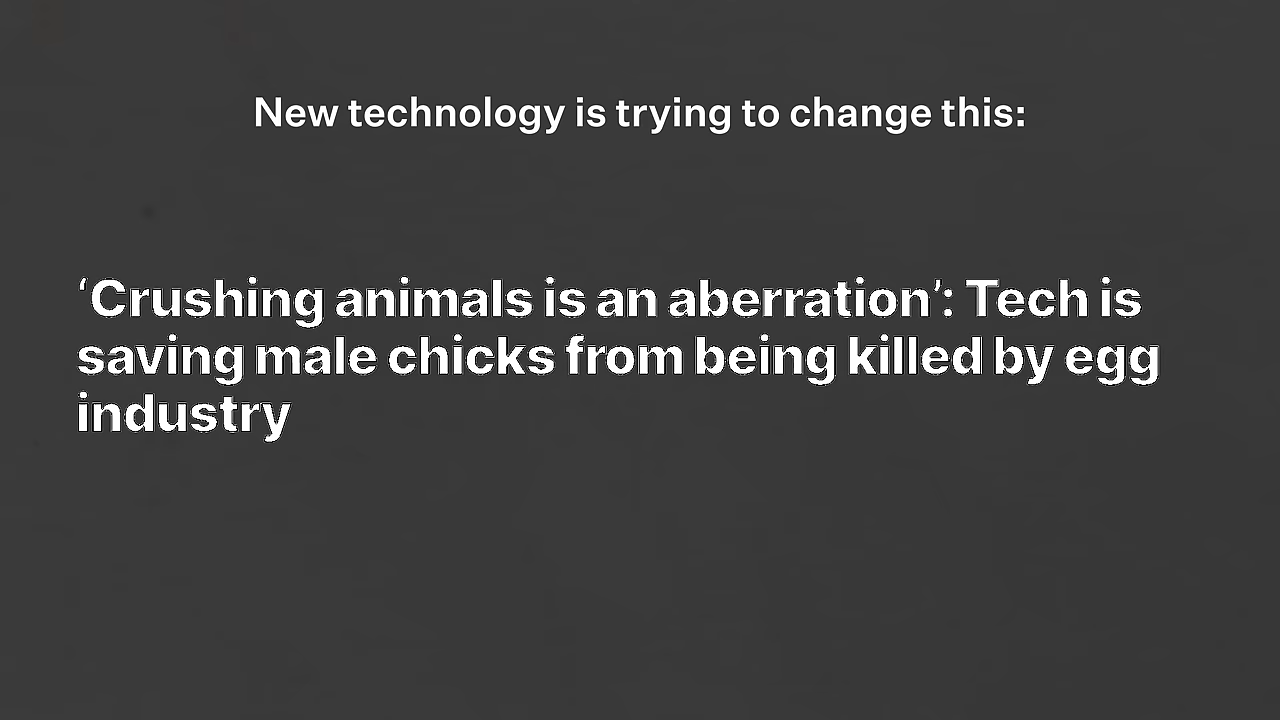 New technology is trying to change this:
‘Crushing animals is an aberration’: Tech is
saving male chicks from being killed by egg
industry